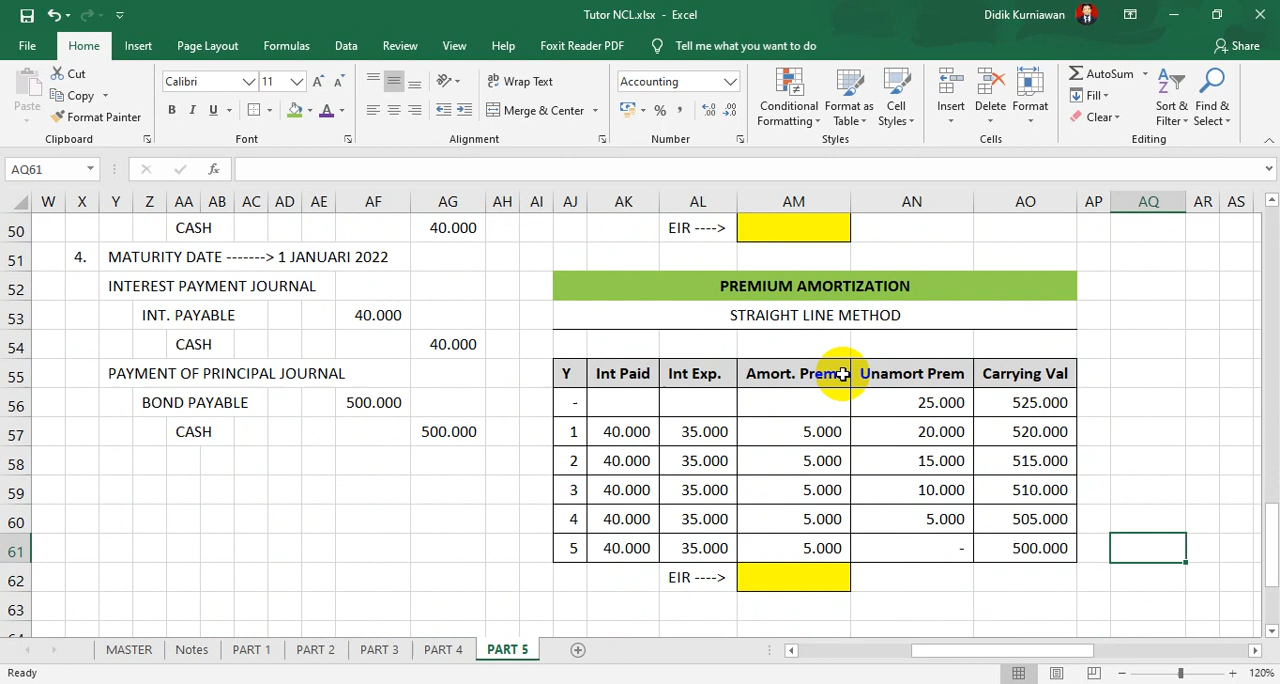 Tutor NCL.xlsx - Excel
Didik Kurniawan
File Home Insert Page Layout Formulas Data Review View Help Foxit Reader PDF Tell me what you want to do Share
Paste
Cut
Copy
Format Painter
Clipboard
Calibri 11
B I U
Font
Wrap Text
Merge & Center
Alignment
Accounting
%
Number
Conditional Formatting
Format as Table
Cell Styles
Styles
Insert Delete Format
Cells
AutoSum
Fill
Clear
Sort & Filter
Find & Select
Editing
AQ61
fx
W X Y Z AA AB AC AD AE AF AG AH AI AJ AK AL AM AN AO AP AQ AR AS
50 CASH 40.000 EIR ---->
51 4. MATURITY DATE -------> 1 JANUARI 2022
52 INTEREST PAYMENT JOURNAL PREMIUM AMORTIZATION
53 INT. PAYABLE 40.000 STRAIGHT LINE METHOD
54 CASH 40.000
55 PAYMENT OF PRINCIPAL JOURNAL Y Int Paid Int Exp. Amort. Prem Unamort Prem Carrying Val
56 BOND PAYABLE 500.000 - 25.000 525.000
57 CASH 500.000 1 40.000 35.000 5.000 20.000 520.000
58 2 40.000 35.000 5.000 15.000 515.000
59 3 40.000 35.000 5.000 10.000 510.000
60 4 40.000 35.000 5.000 5.000 505.000
61 5 40.000 35.000 5.000 - 500.000
62 EIR ---->
63
MASTER Notes PART 1 PART 2 PART 3 PART 4 PART 5
Ready
120%